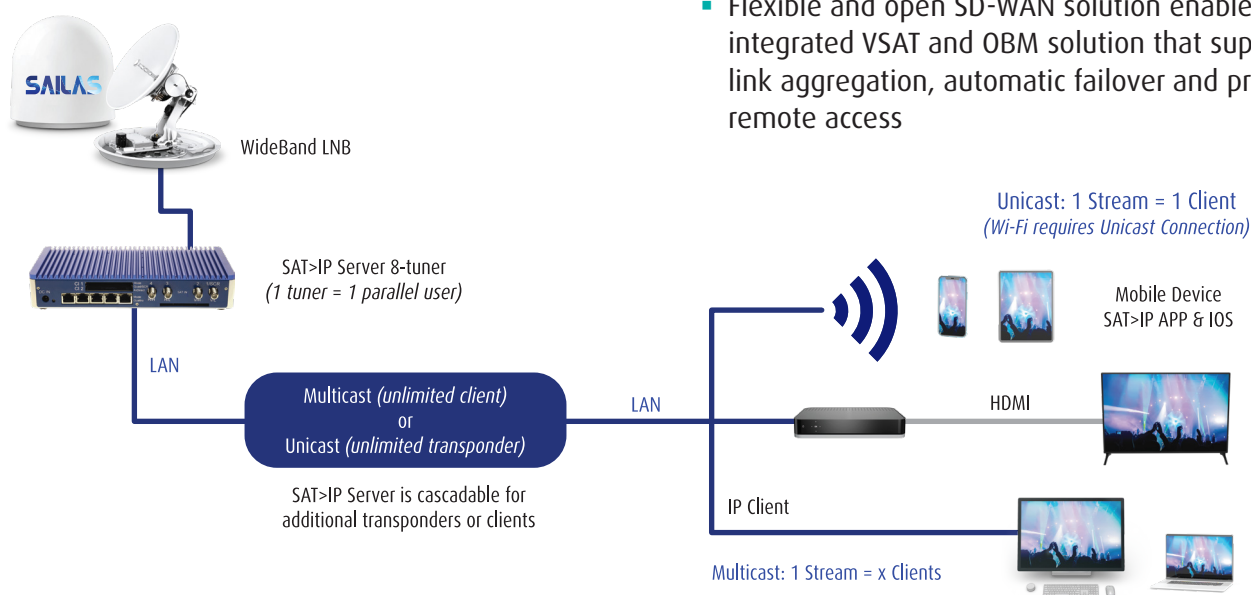 Flexible and open SD-WAN solution enable
integrated VSAT and OBM solution that sup
link aggregation, automatic failover and pr
remote access
SAILAS
WideBand LNB
SAT>IP Server 8-tuner
(1 tuner = 1 parallel user)
LAN
Multicast (unlimited client)
or
Unicast (unlimited transponder)
SAT>IP Server is cascadable for
additional transponders or clients
LAN
Unicast: 1 Stream = 1 Client
(Wi-Fi requires Unicast Connection)
Mobile Device
SAT>IP APP & IOS
HDMI
IP Client
Multicast: 1 Stream = x Clients